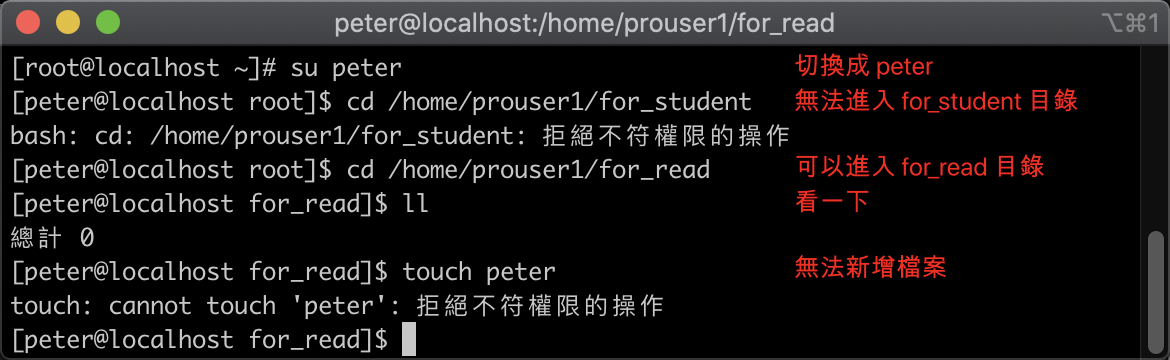 peter@localhost:/home/prouser1/for_read ⌥⌘1
[root@localhost ~]# su peter 切換成 peter
[peter@localhost root]$ cd /home/prouser1/for_student 無法進入 for_student 目錄
bash: cd: /home/prouser1/for_student: 拒絕不符權限的操作
[peter@localhost root]$ cd /home/prouser1/for_read 可以進入 for_read 目錄
[peter@localhost for_read]$ ll 看一下
總計 0
[peter@localhost for_read]$ touch peter 無法新增檔案
touch: cannot touch 'peter': 拒絕不符權限的操作
[peter@localhost for_read]$